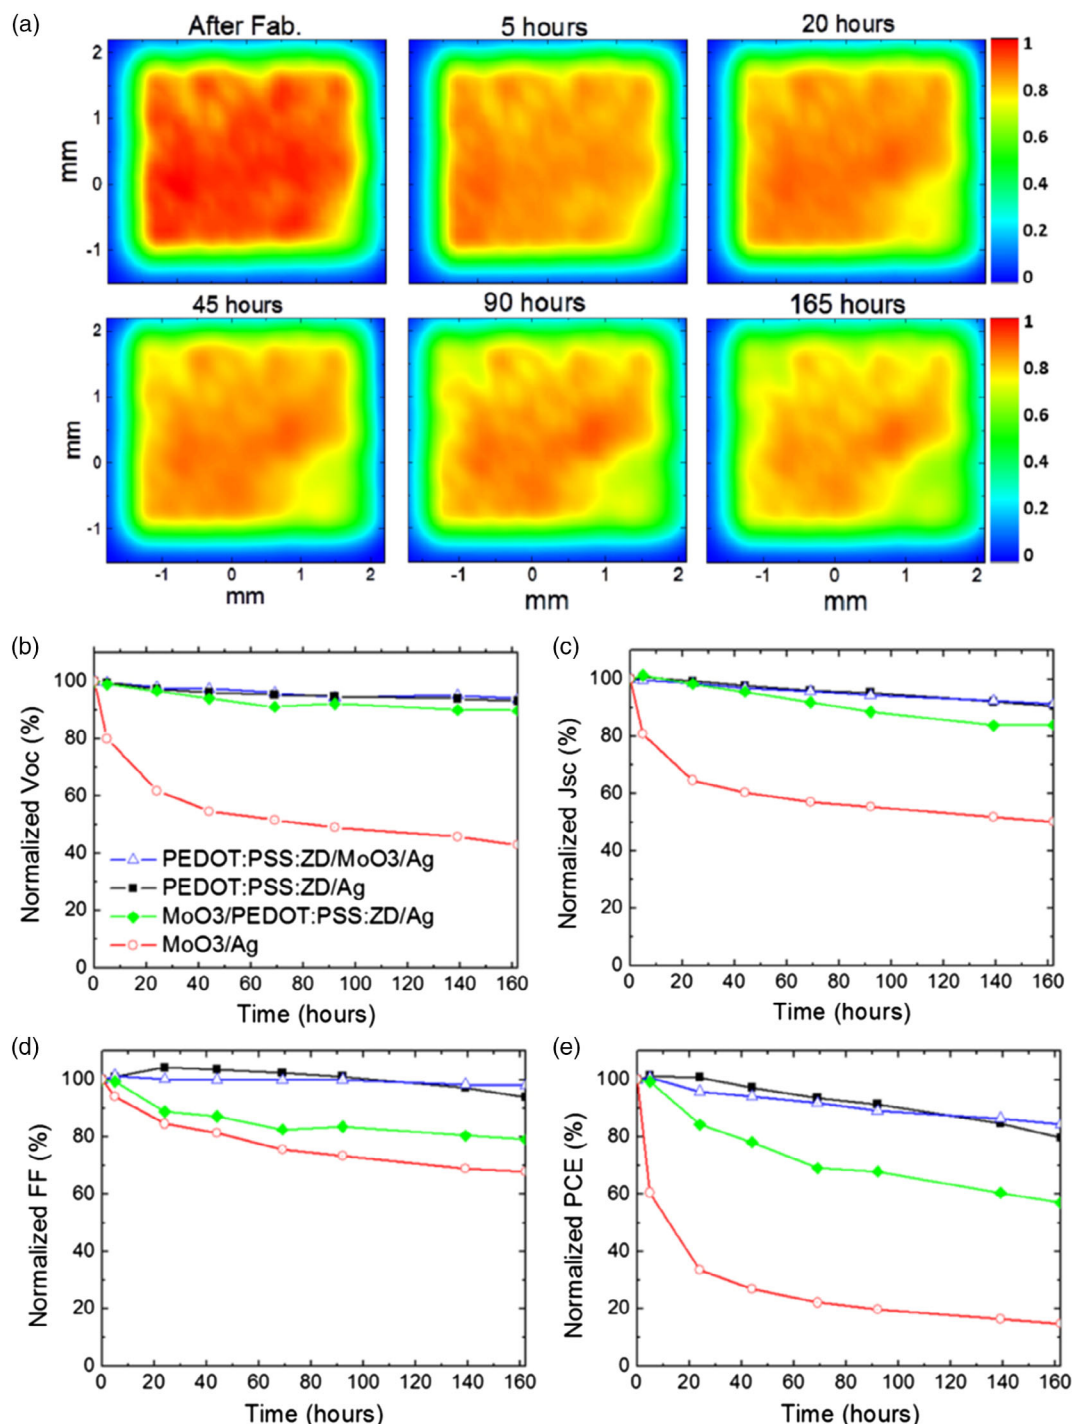 (a)
After Fab. 5 hours 20 hours
2
1
0
-1
mm
1
0.8
0.6
0.4
0.2
0
45 hours 90 hours 165 hours
2
1
0
-1
mm
1
0.8
0.6
0.4
0.2
0
-1 0 1 2 -1 0 1 2 -1 0 1 2
mm mm mm
(b)
Normalized Voc (%)
100
80
60
40
20
0
PEDOT:PSS:ZD/MoO3/Ag
PEDOT:PSS:ZD/Ag
MoO3/PEDOT:PSS:ZD/Ag
MoO3/Ag
0 20 40 60 80 100 120 140 160
Time (hours)
(c)
Normalized Jsc (%)
100
80
60
40
20
0
0 20 40 60 80 100 120 140 160
Time (hours)
(d)
Normalized FF (%)
100
80
60
40
20
0
0 20 40 60 80 100 120 140 160
Time (hours)
(e)
Normalized PCE (%)
100
80
60
40
20
0
0 20 40 60 80 100 120 140 160
Time (hours)